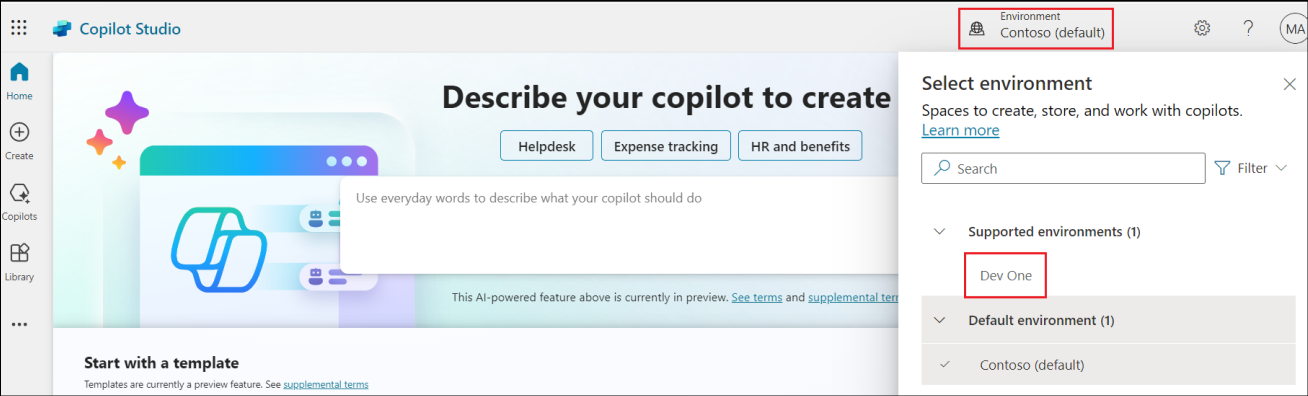 Copilot Studio
Environment
Contoso (default)
MA
Home
Create
Copilots
Library
Describe your copilot to create
Helpdesk
Expense tracking
HR and benefits
Use everyday words to describe what your copilot should do
This AI-powered feature above is currently in preview. See terms and supplemental terr
Start with a template
Templates are currently a preview feature. See supplemental terms
Select environment
Spaces to create, store, and work with copilots.
Learn more
Search
Filter
Supported environments (1)
Dev One
Default environment (1)
Contoso (default)